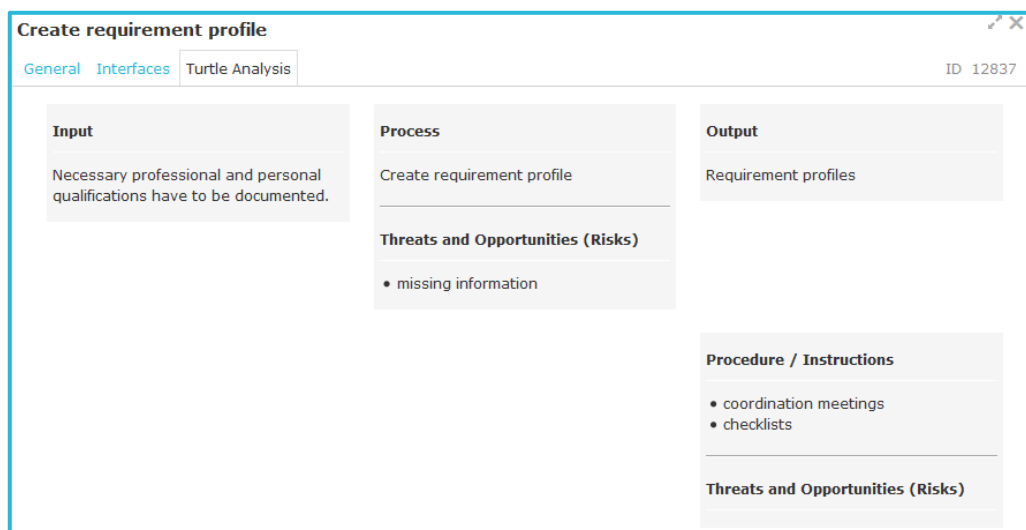 Create requirement profile
General Interfaces Turtle Analysis ID 12837
Input
Necessary professional and personal
qualifications have to be documented.
Process
Create requirement profile
Threats and Opportunities (Risks)
• missing information
Output
Requirement profiles
Procedure / Instructions
• coordination meetings
• checklists
Threats and Opportunities (Risks)